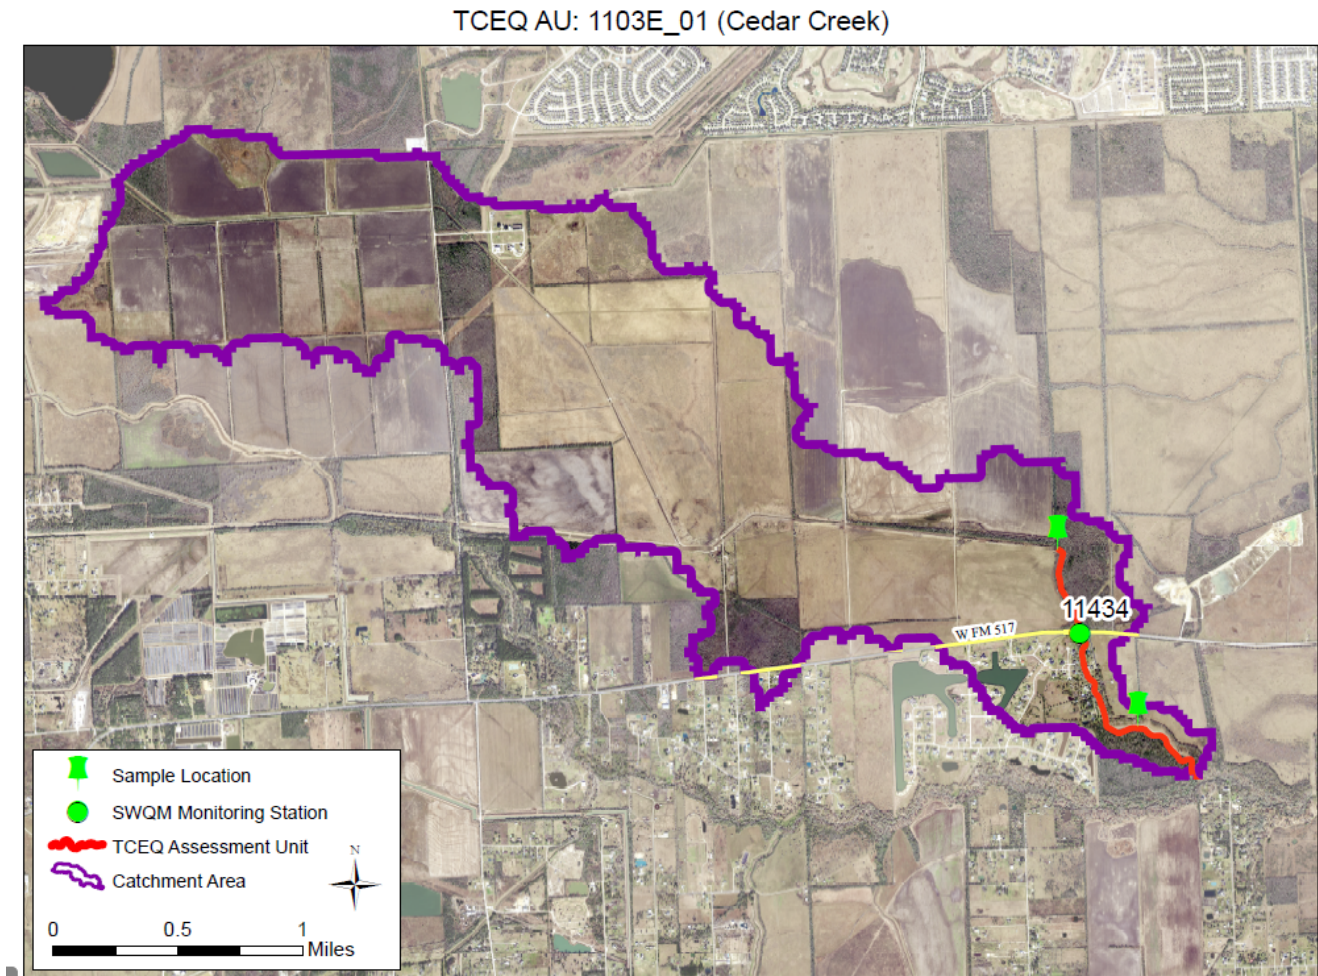 TCEQ AU: 1103E_01 (Cedar Creek)
11434
W FM 517
Sample Location
SWQM Monitoring Station
TCEQ Assessment Unit
N
Catchment Area
0 0.5 1
Miles